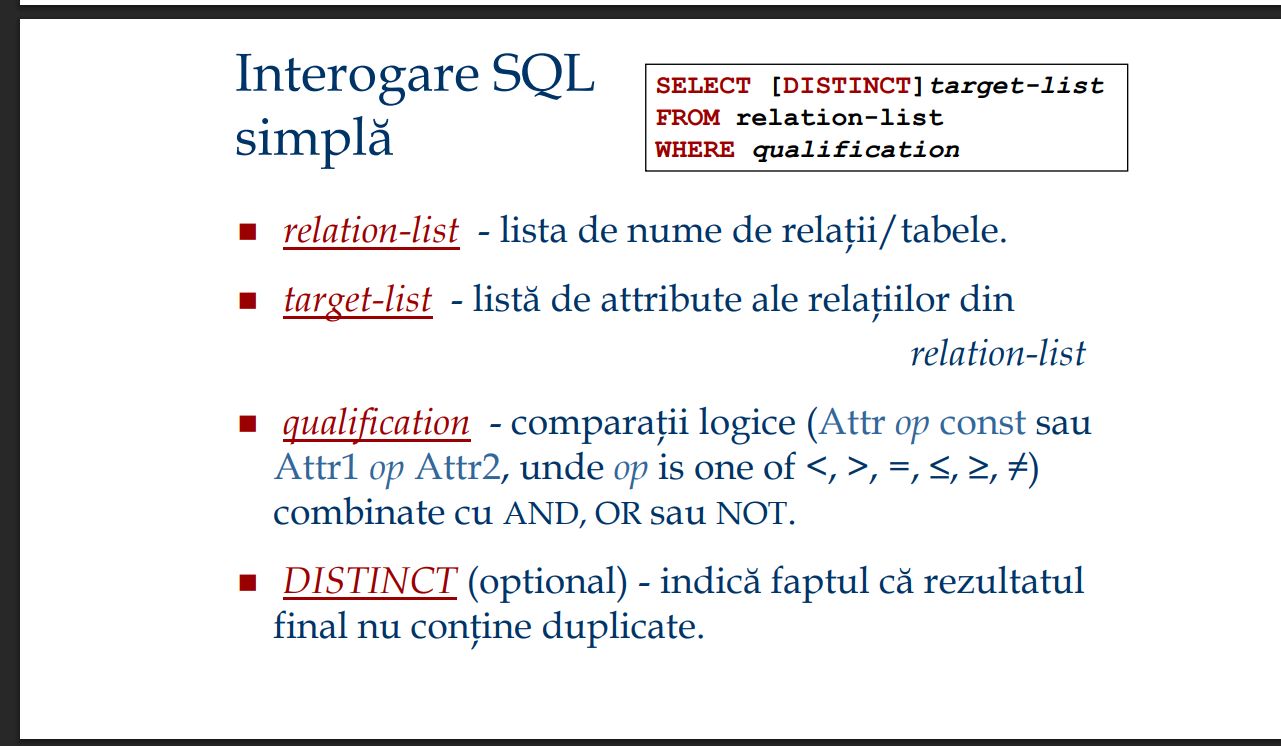 Interogare SQL
simplă
SELECT [DISTINCT]target-list
FROM relation-list
WHERE qualification
relation-list - lista de nume de relații/tabele.
target-list - listă de attribute ale relațiilor din
relation-list
qualification - comparații logice (Attr op const sau
Attr1 op Attr2, unde op is one of <, >, =, ≤, ≥, ≠)
combinate cu AND, OR sau NOT.
DISTINCT (optional) - indică faptul că rezultatul
final nu conține duplicate.